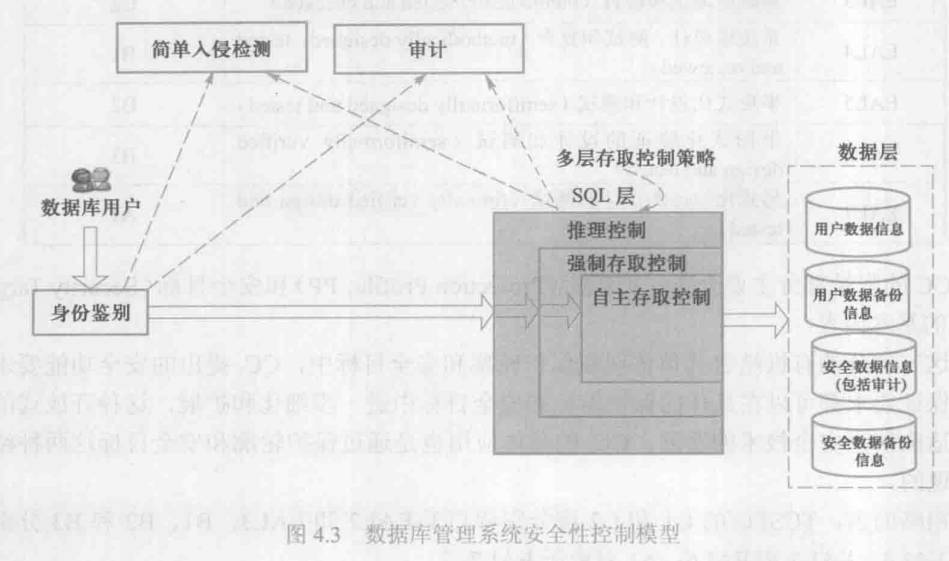 简单入侵检测
审计
多层存取控制策略
SQL 层
数据层
数据库用户
推理控制
强制存取控制
自主存取控制
身份鉴别
用户数据信息
用户数据备份
信息
安全数据信息
(包括审计)
安全数据备份
信息
图 4.3 数据库管理系统安全性控制模型